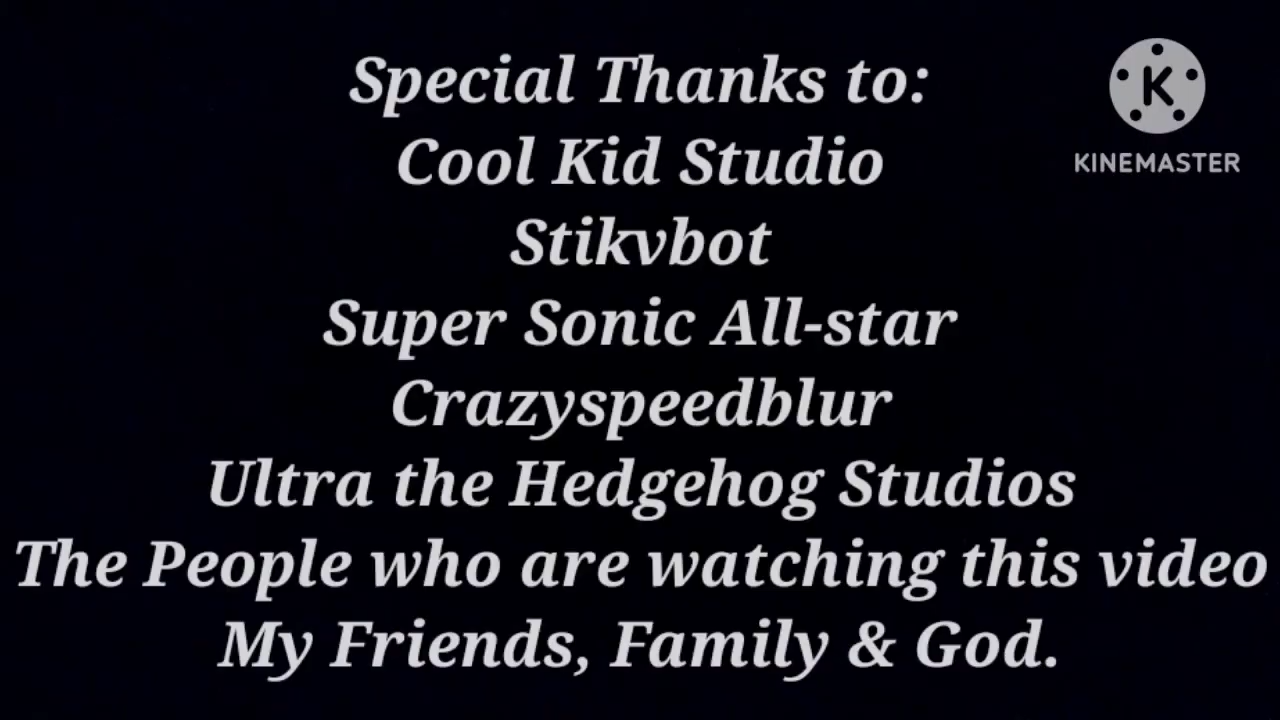 Special Thanks to:
Cool Kid Studio
Stikvbot
Super Sonic All-star
Crazyspeedblur
Ultra the Hedgehog Studios
The People who are watching this video
My Friends, Family & God.
K
KINEMASTER